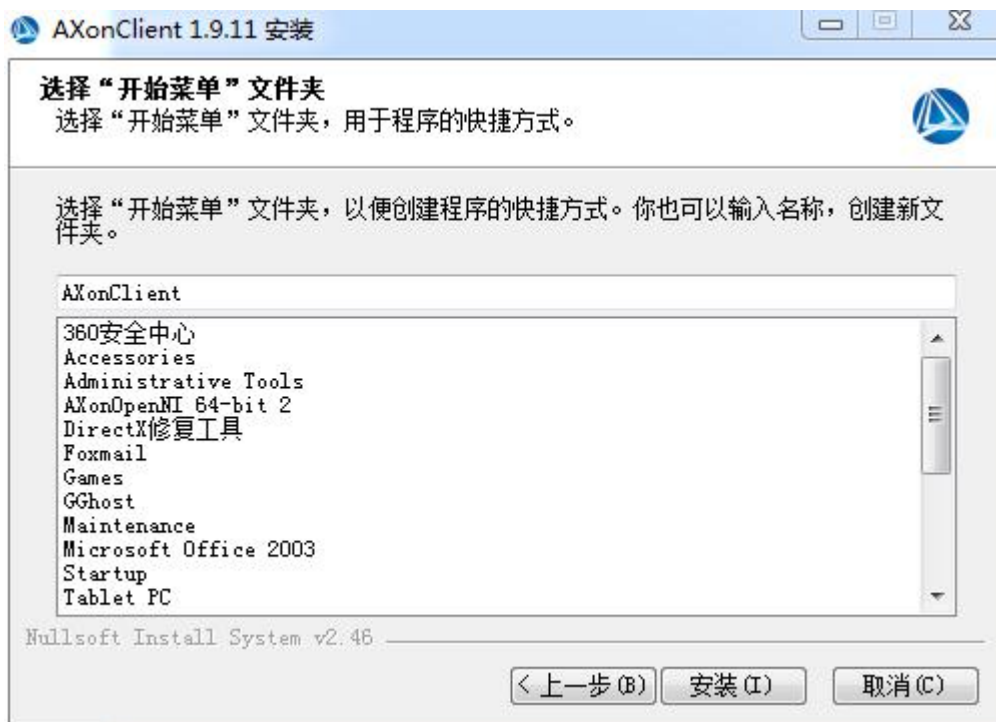 AXonClient 1.9.11 安装
选择“开始菜单”文件夹
选择“开始菜单”文件夹，用于程序的快捷方式。
选择“开始菜单”文件夹，以便创建程序的快捷方式。你也可以输入名称，创建新文
件夹。
AXonClient
360安全中心
Accessories
Administrative Tools
AXonOpenNI 64-bit 2
DirectX修复工具
Foxmail
Games
GGhost
Maintenance
Microsoft Office 2003
Startup
Tablet PC
Nullsoft Install System v2.46
< 上一步(B) 安装(I) 取消(C)